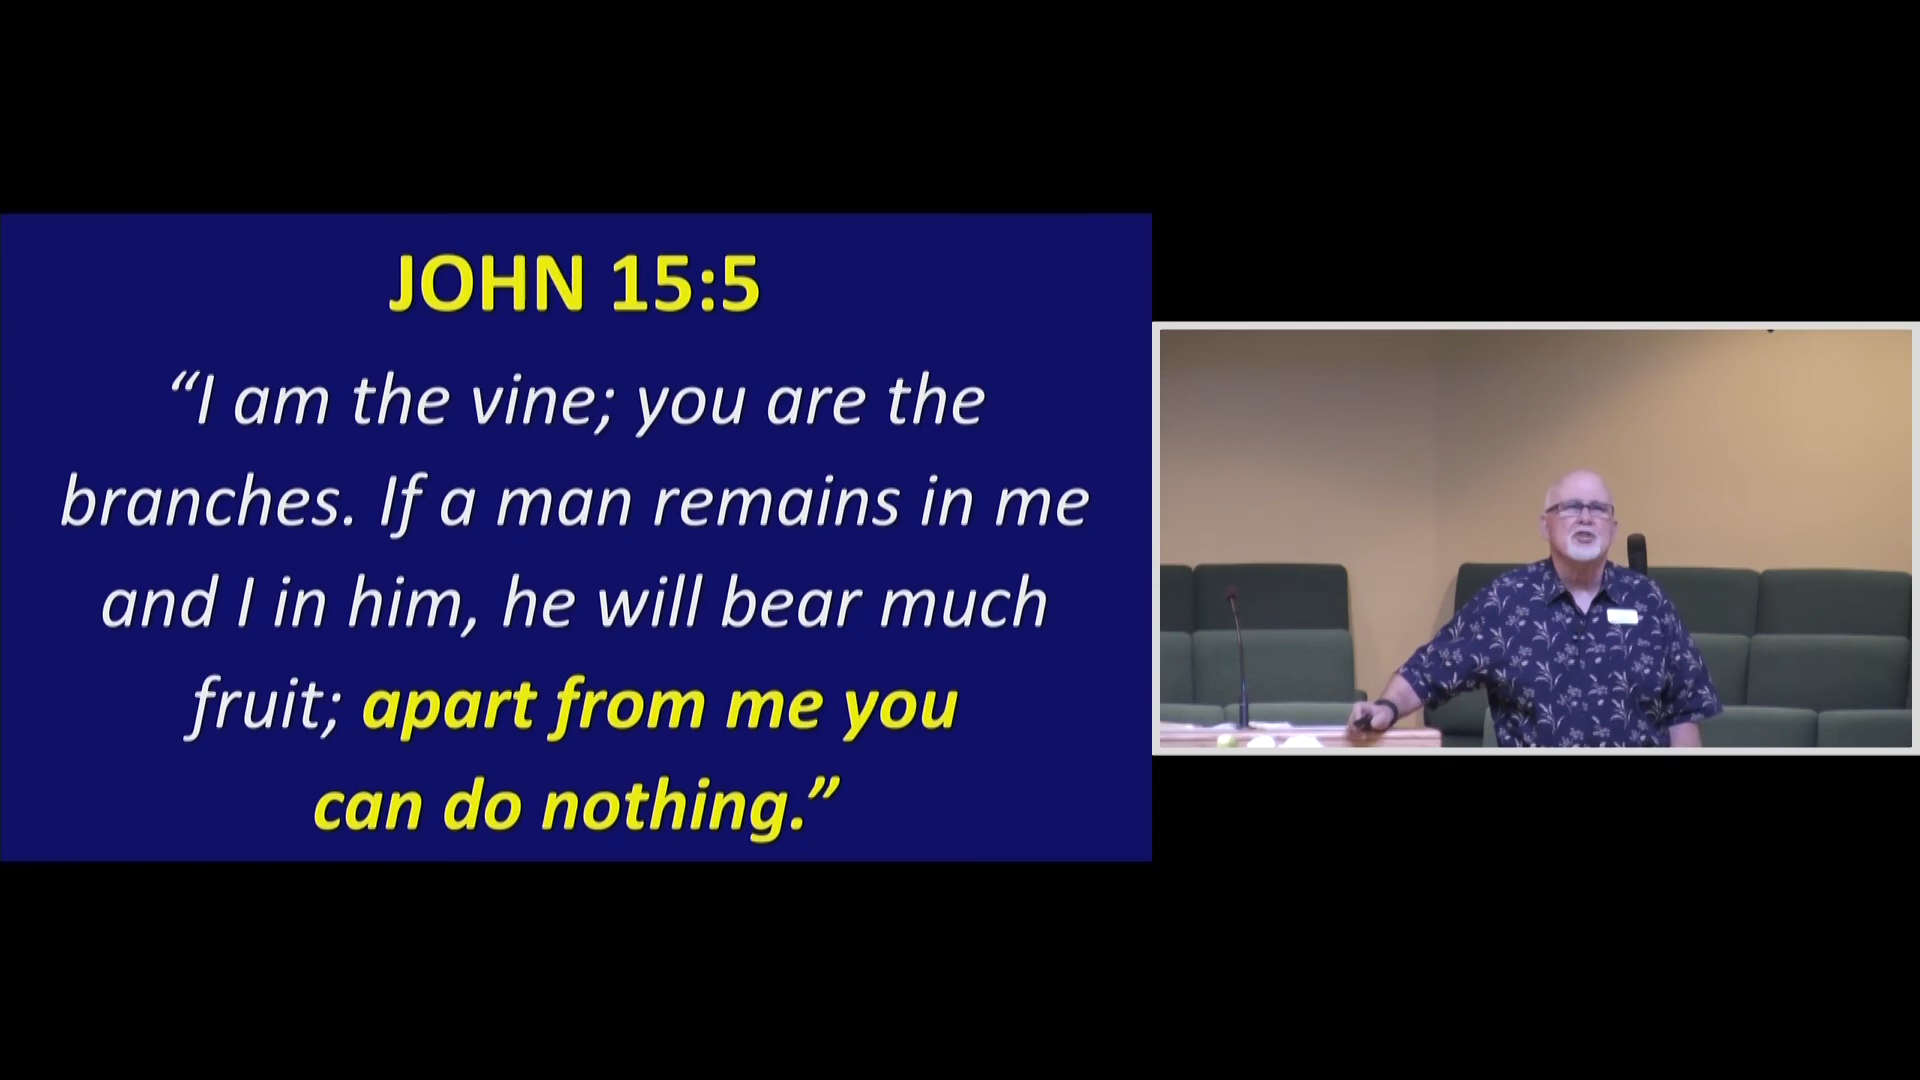 JOHN 15:5
“I am the vine; you are the
branches. If a man remains in me
and I in him, he will bear much
fruit; apart from me you
can do nothing.”